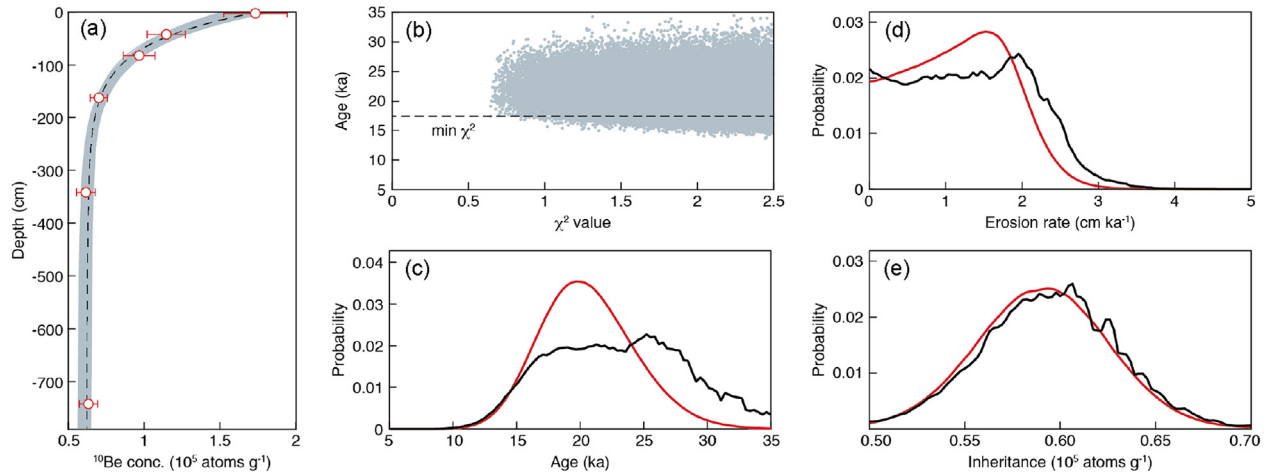 (a)
0
-100
-200
-300
-400
-500
-600
-700
Depth (cm)
0.5 1 1.5 2
¹⁰Be conc. (10⁵ atoms g⁻¹)
(b)
35
30
25
20
15
10
5
Age (ka)
min χ²
0 0.5 1 1.5 2 2.5
χ² value
(c)
0.04
0.03
0.02
0.01
0
Probability
5 10 15 20 25 30 35
Age (ka)
(d)
0.03
0.02
0.01
0
Probability
0 1 2 3 4 5
Erosion rate (cm ka⁻¹)
(e)
0.03
0.02
0.01
Probability
0.50 0.55 0.60 0.65 0.70
Inheritance (10⁵ atoms g⁻¹)